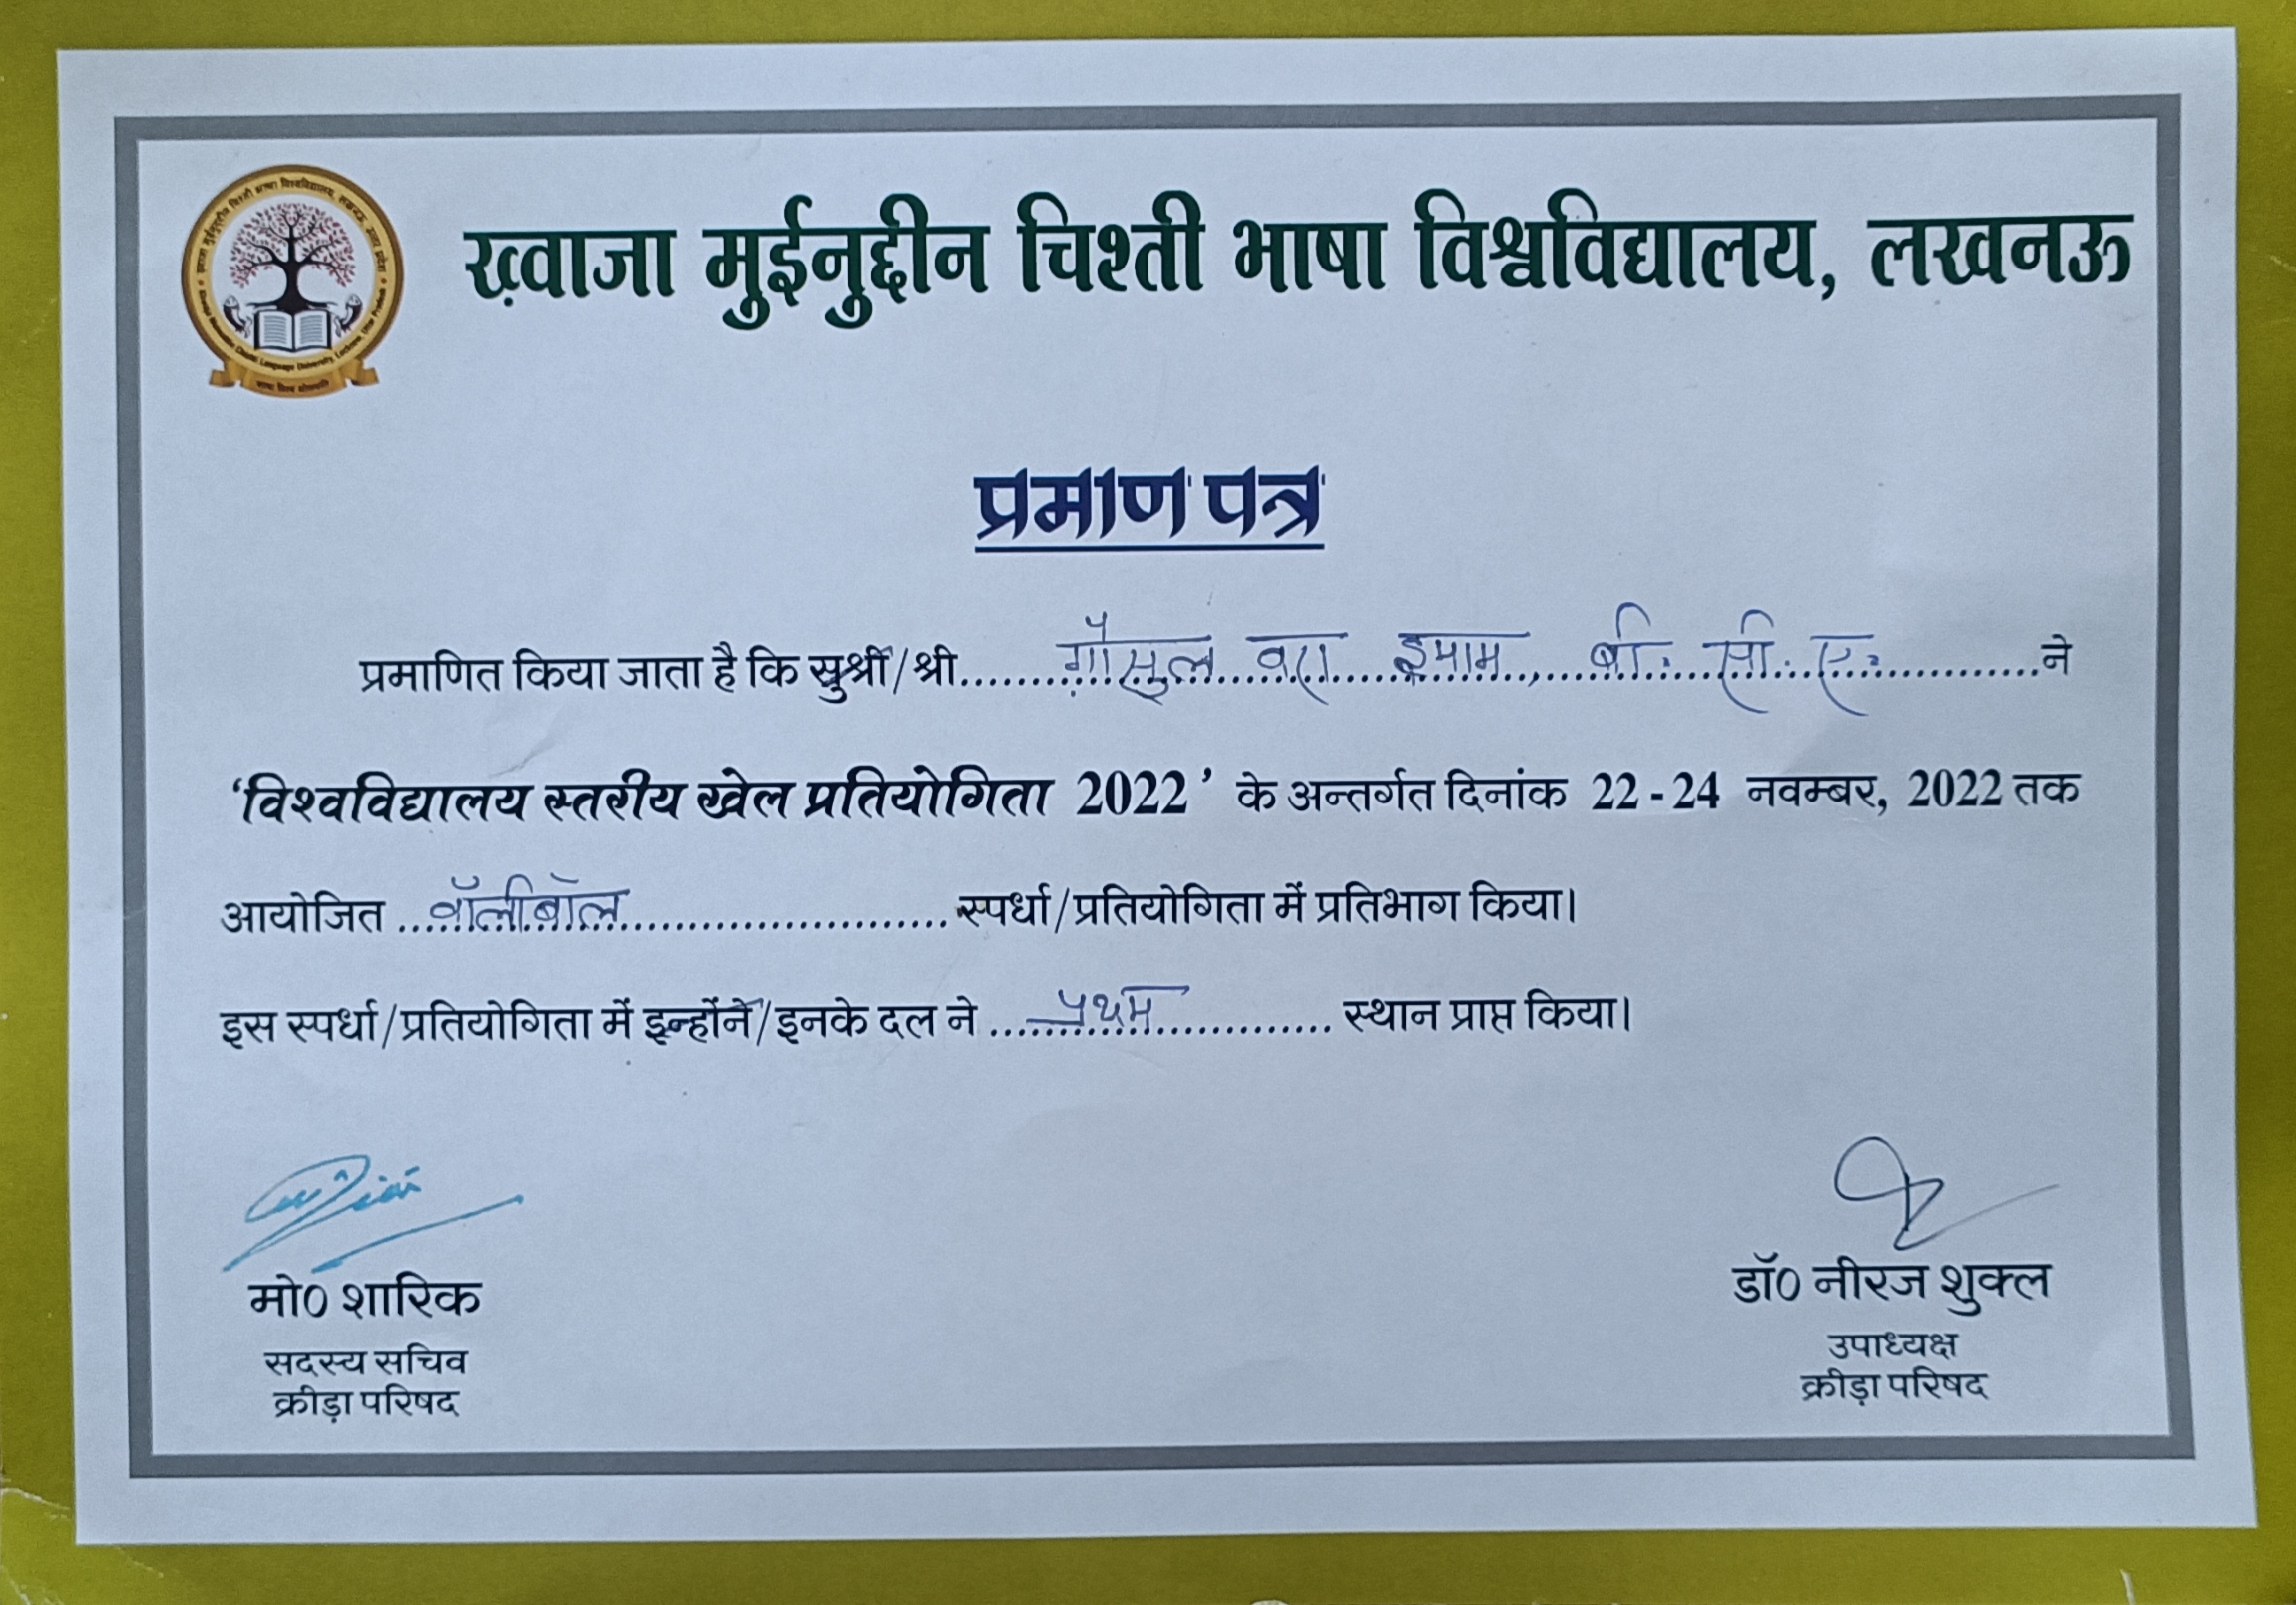 ख़्वाजा मुईनुद्दीन चिश्ती भाषा विश्वविद्यालय, लखनऊ
प्रमाण पत्र
प्रमाणित किया जाता है कि सुश्री/श्री.......ग़ौसुल वरा इमाम, बी. सी. ए..........ने
‘विश्वविद्यालय स्तरीय खेल प्रतियोगिता 2022’ के अन्तर्गत दिनांक 22-24 नवम्बर, 2022 तक
आयोजित ...वॉलीबॉल.......................... स्पर्धा/प्रतियोगिता में प्रतिभाग किया।
इस स्पर्धा/प्रतियोगिता में इन्होंने/इनके दल ने .....प्रथम............. स्थान प्राप्त किया।
मो0 शारिक
सदस्य सचिव
क्रीड़ा परिषद
डॉ0 नीरज शुक्ल
उपाध्यक्ष
क्रीड़ा परिषद